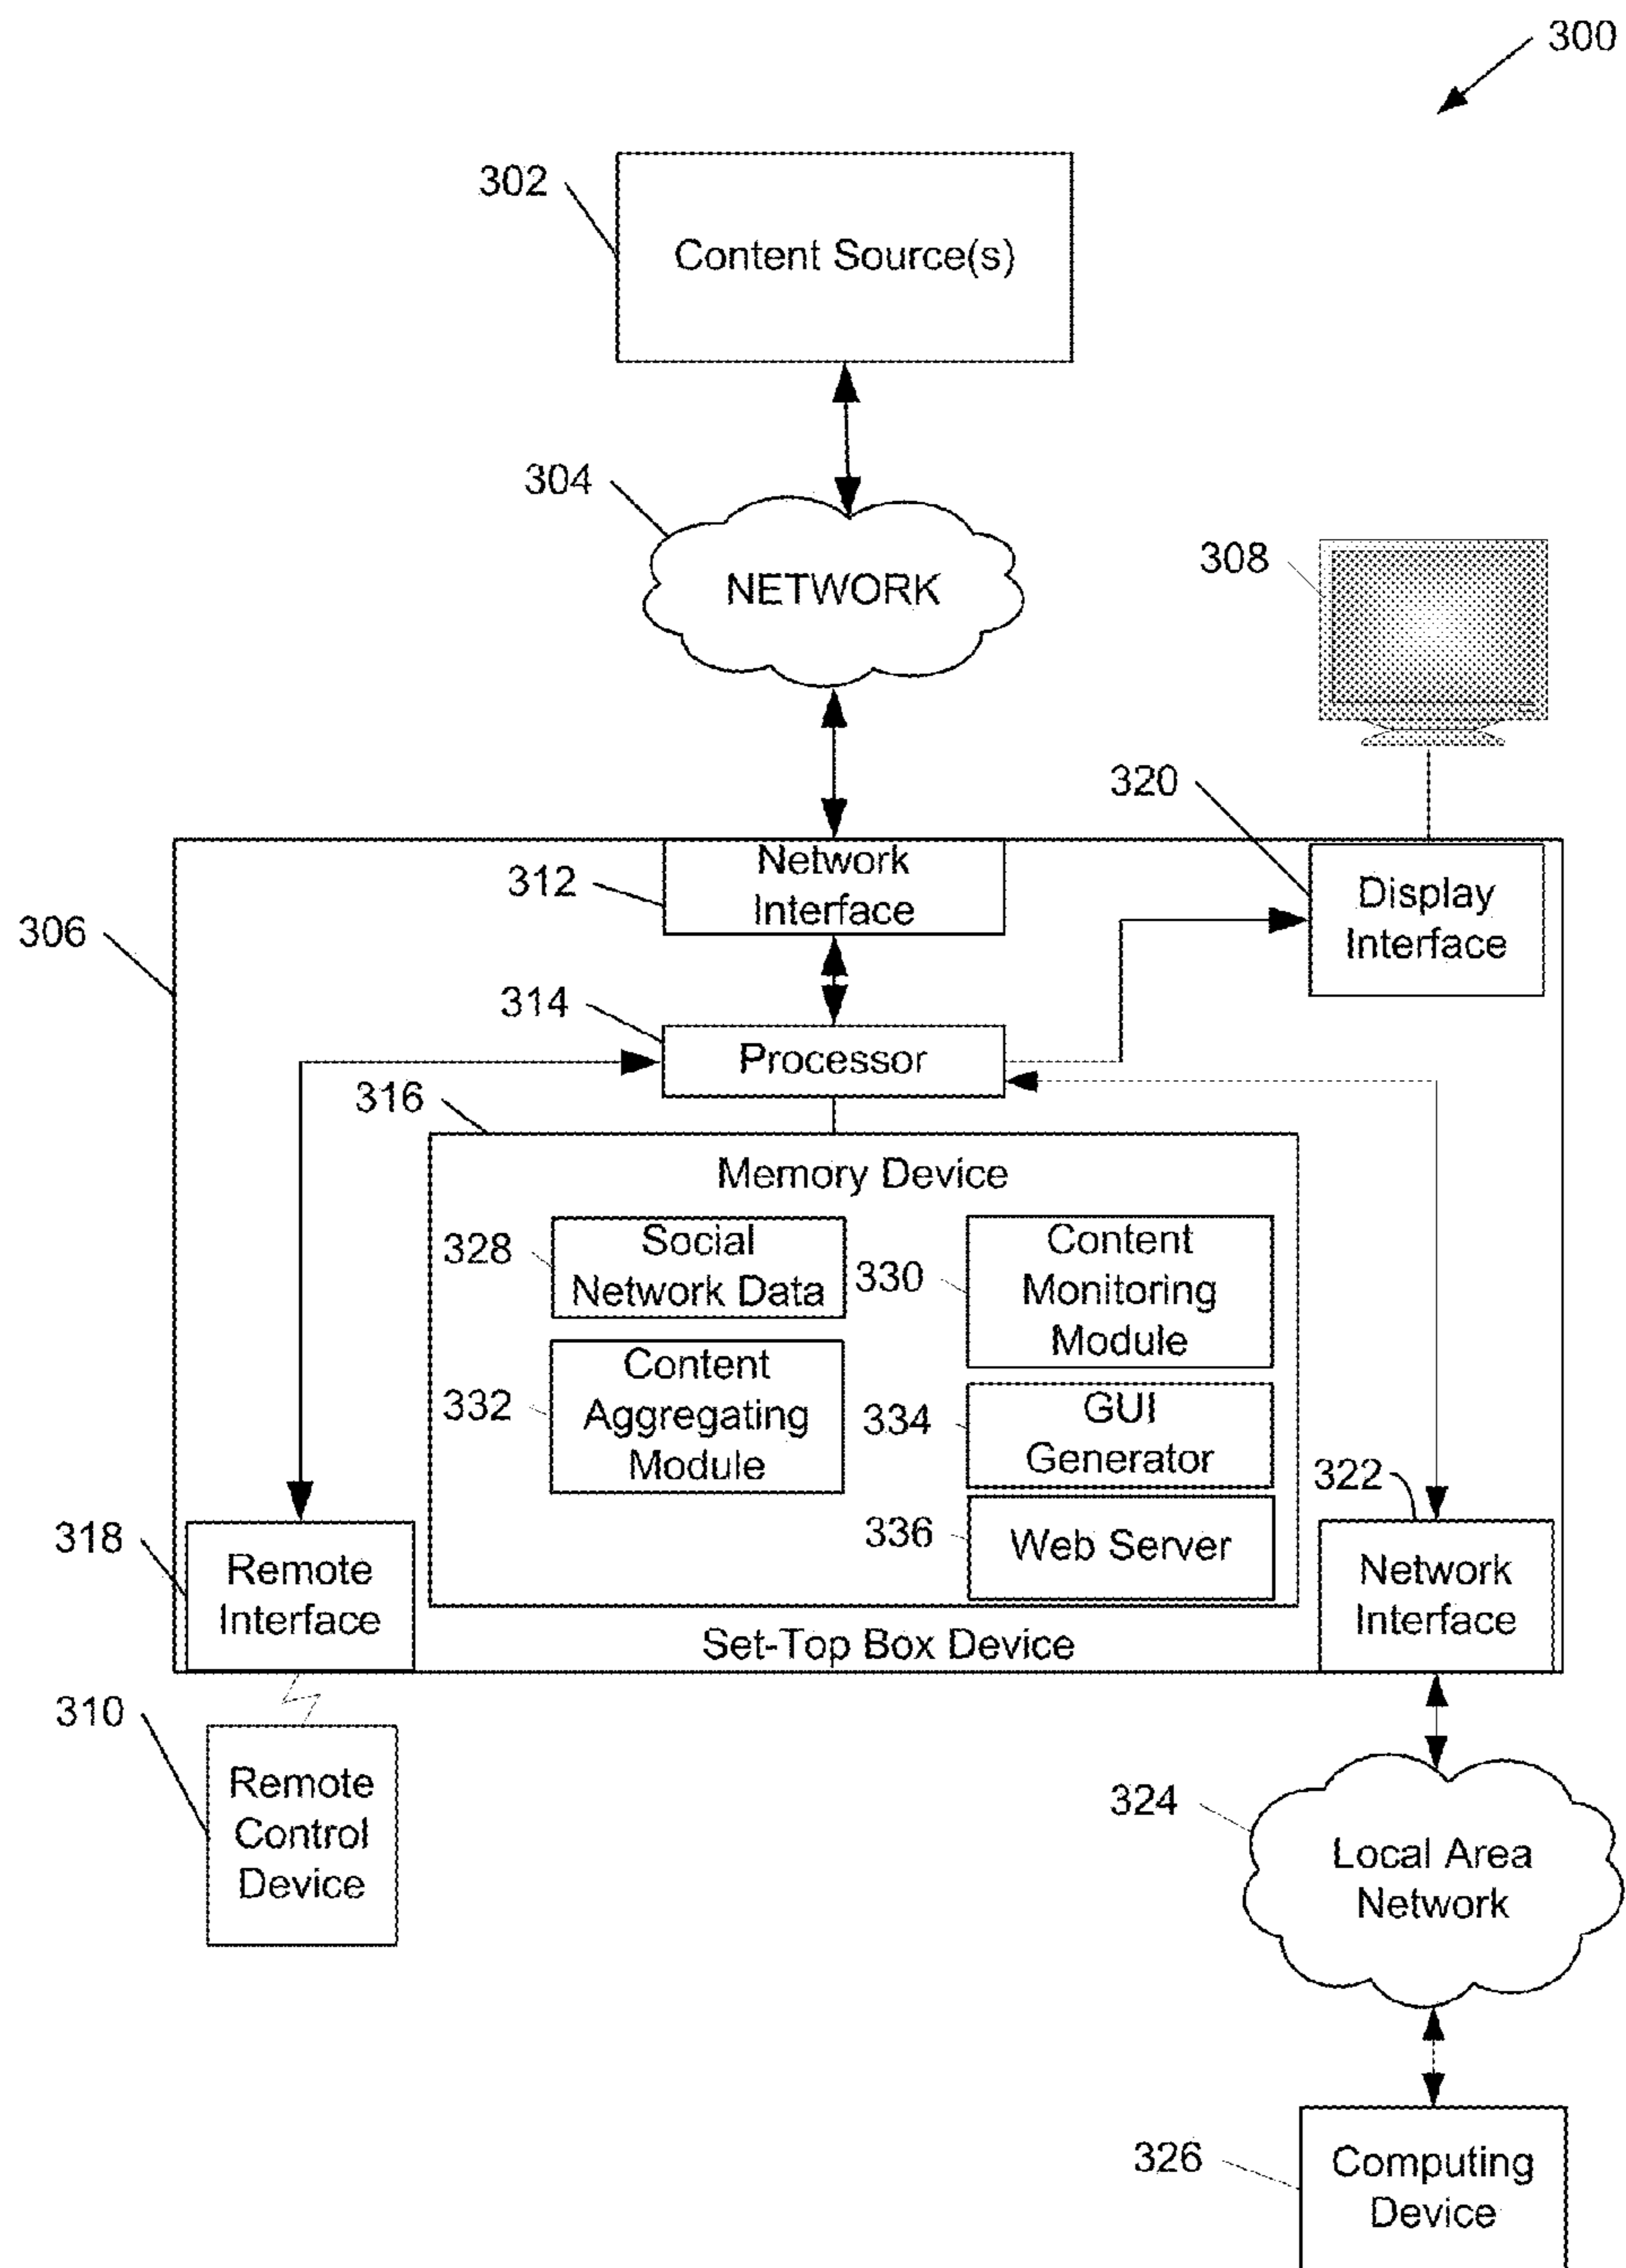 300
302
Content Source(s)
304
NETWORK
308
320
312
Network
Interface
Display
Interface
306
314
Processor
316
Memory Device
328
Social
Network Data
330
Content
Monitoring
Module
332
Content
Aggregating
Module
334
GUI
Generator
322
336
Web Server
318
Remote
Interface
Network
Interface
Set-Top Box Device
310
Remote
Control
Device
324
Local Area
Network
326
Computing
Device